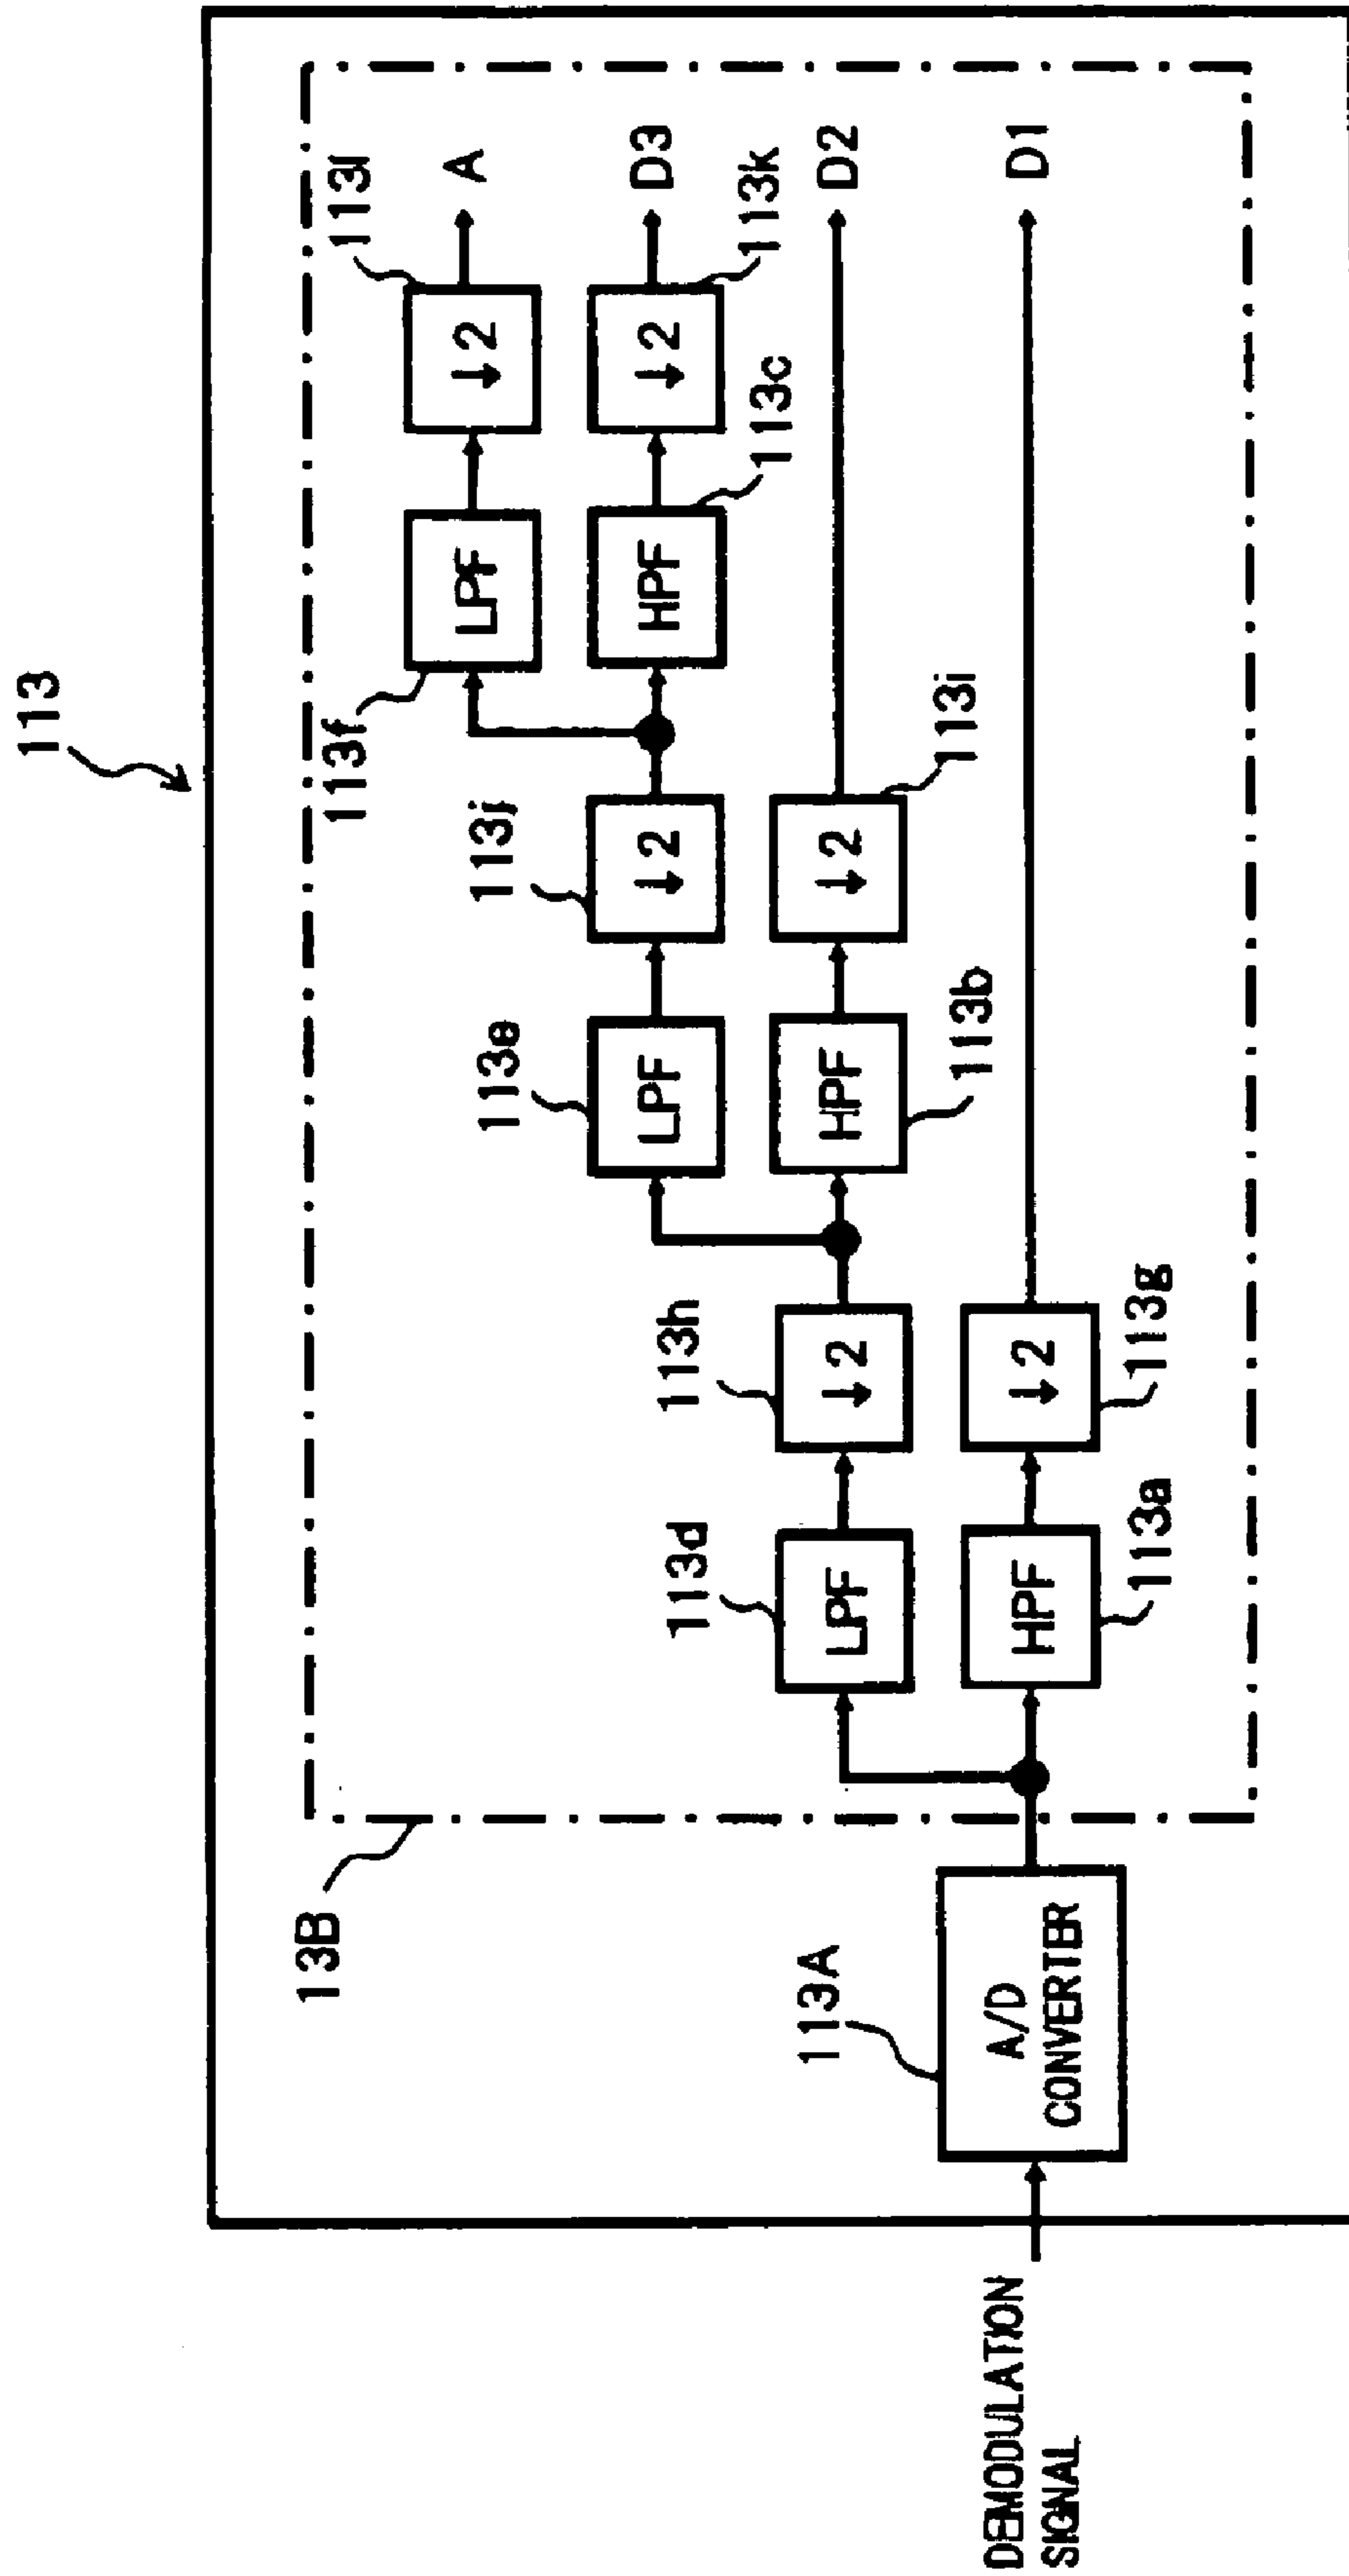 113
13B
113f
113l
LPF
↓2
A
113e
113j
LPF
↓2
HPF
↓2
D3
113c
113k
113d
113h
LPF
↓2
HPF
↓2
D2
113b
113i
113A
A/D
CONVERTER
HPF
↓2
D1
113a
113g
DEMODULATION
SIGNAL